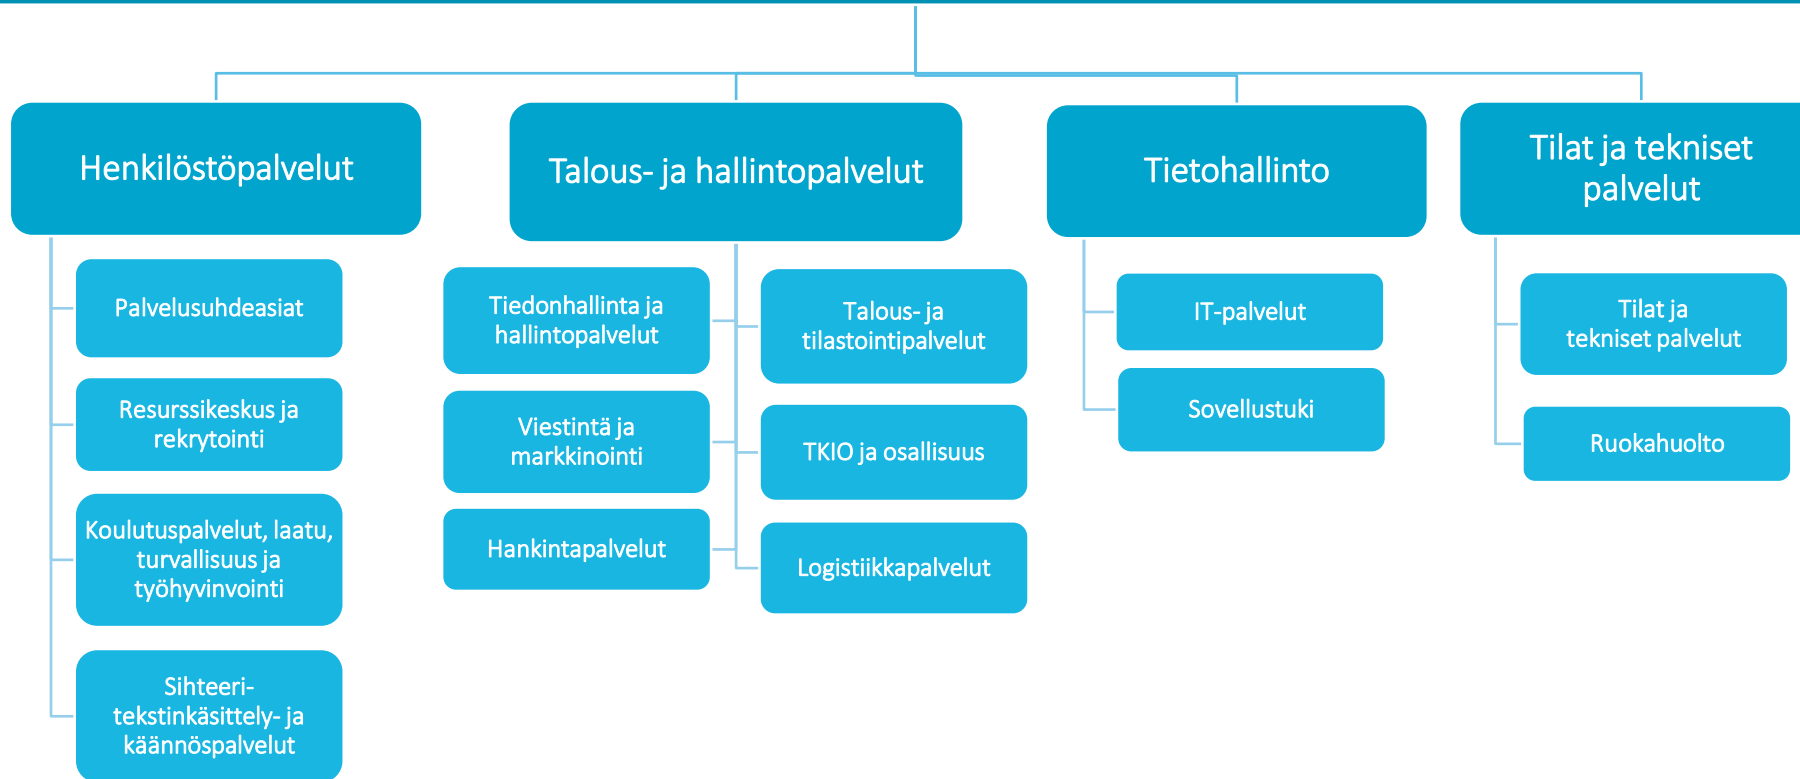 Henkilöstöpalvelut
Palvelusuhdeasiat
Resurssikeskus ja
rekrytointi
Koulutuspalvelut, laatu,
turvallisuus ja
työhyvinvointi
Sihteeri-
tekstinkäsittely- ja
käännöspalvelut
Talous- ja hallintopalvelut
Tiedonhallinta ja
hallintopalvelut
Viestintä ja
markkinointi
Hankintapalvelut
Talous- ja
tilastointipalvelut
TKIO ja osallisuus
Logistiikkapalvelut
Tietohallinto
IT-palvelut
Sovellustuki
Tilat ja tekniset
palvelut
Tilat ja
tekniset palvelut
Ruokahuolto